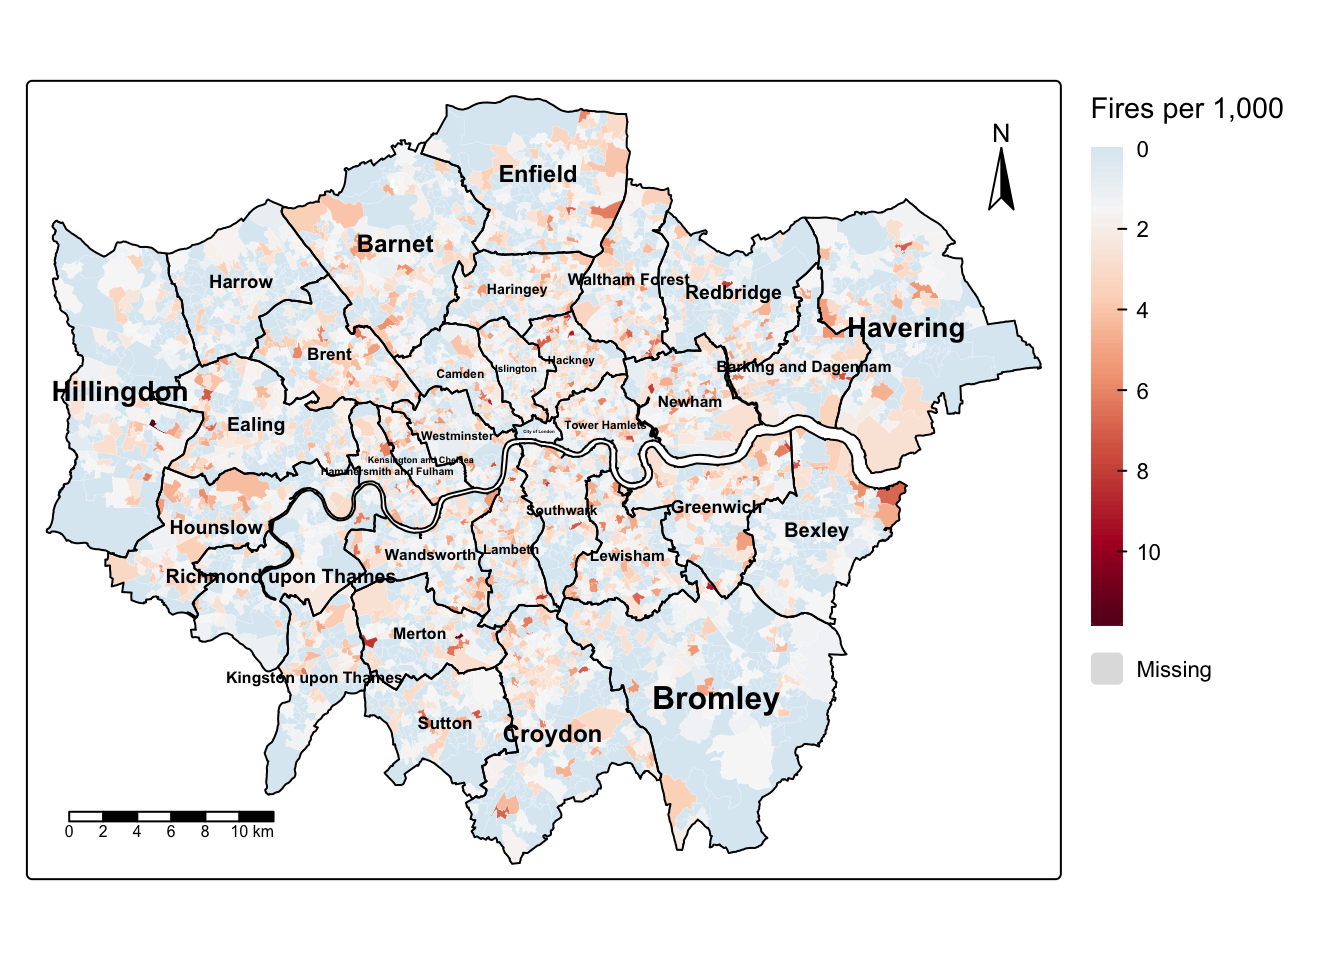 Fires per 1,000
0
2
4
6
8
10
Missing
N
Enfield
Barnet
Harrow
Haringey
Waltham Forest
Redbridge
Havering
Brent
Hackney
Camden
Islington
Barking and Dagenham
Hillingdon
Newham
Ealing
Tower Hamlets
City of London
Westminster
Kensington and Chelsea
Hammersmith and Fulham
Southwark
Greenwich
Hounslow
Bexley
Wandsworth
Lambeth
Lewisham
Richmond upon Thames
Merton
Kingston upon Thames
Bromley
Sutton
Croydon
0 2 4 6 8 10 km